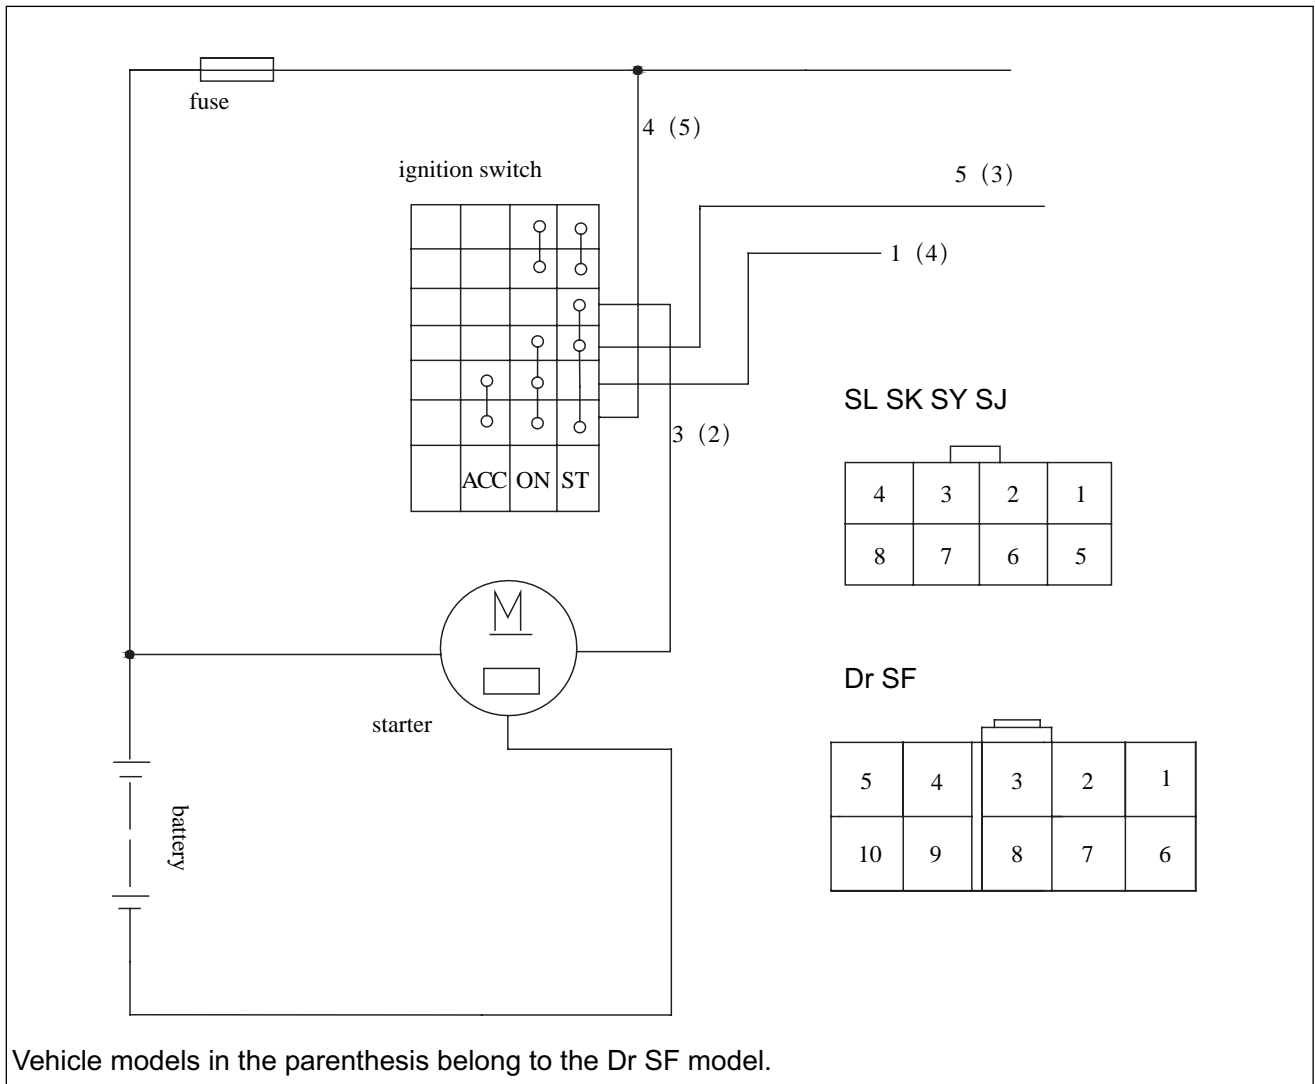 fuse
4 (5)
ignition switch
5 (3)
1 (4)
3 (2)
ACC ON ST
SL SK SY SJ
4 3 2 1
8 7 6 5
M
starter
Dr SF
5 4 3 2 1
10 9 8 7 6
battery
Vehicle models in the parenthesis belong to the Dr SF model.